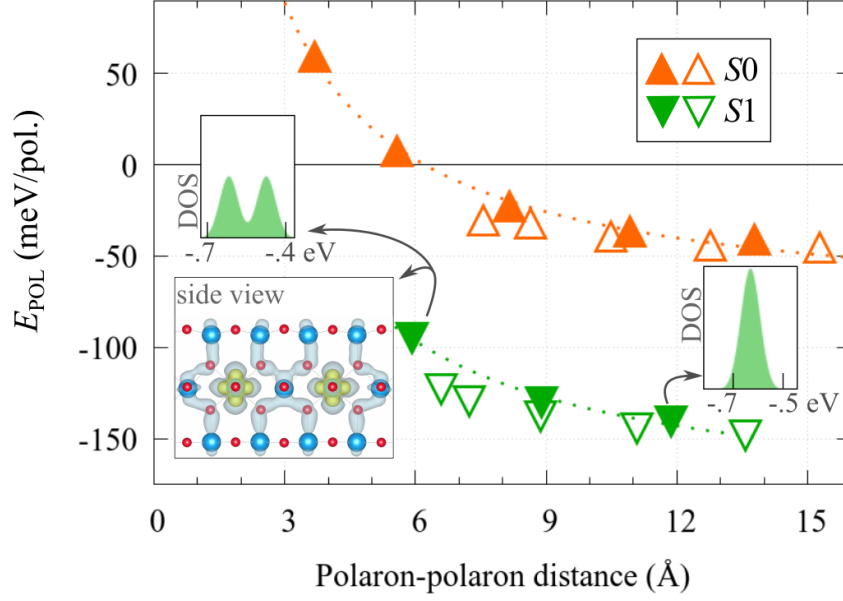 E_POL (meV/pol.)
50
0
-50
-100
-150
S0
S1
DOS
-.7 -.4 eV
side view
DOS
-.7 -.5 eV
0 3 6 9 12 15
Polaron-polaron distance (Å)